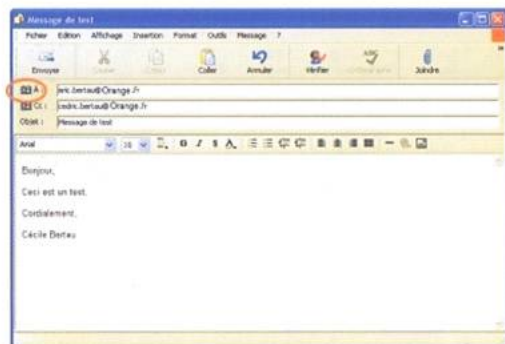 Message de test
Fichier Edition Affichage Insertion Format Outils Message ?
Envoyer Couper Copier Coller Annuler Vérifier Orthographe Joindre
A : eric.bertau@Orange.fr
Cc : cedric.bertau@Orange.fr
Objet : Message de test
Arial 10 G I S A
Bonjour,
Ceci est un test.
Cordialement,
Cécile Bertau